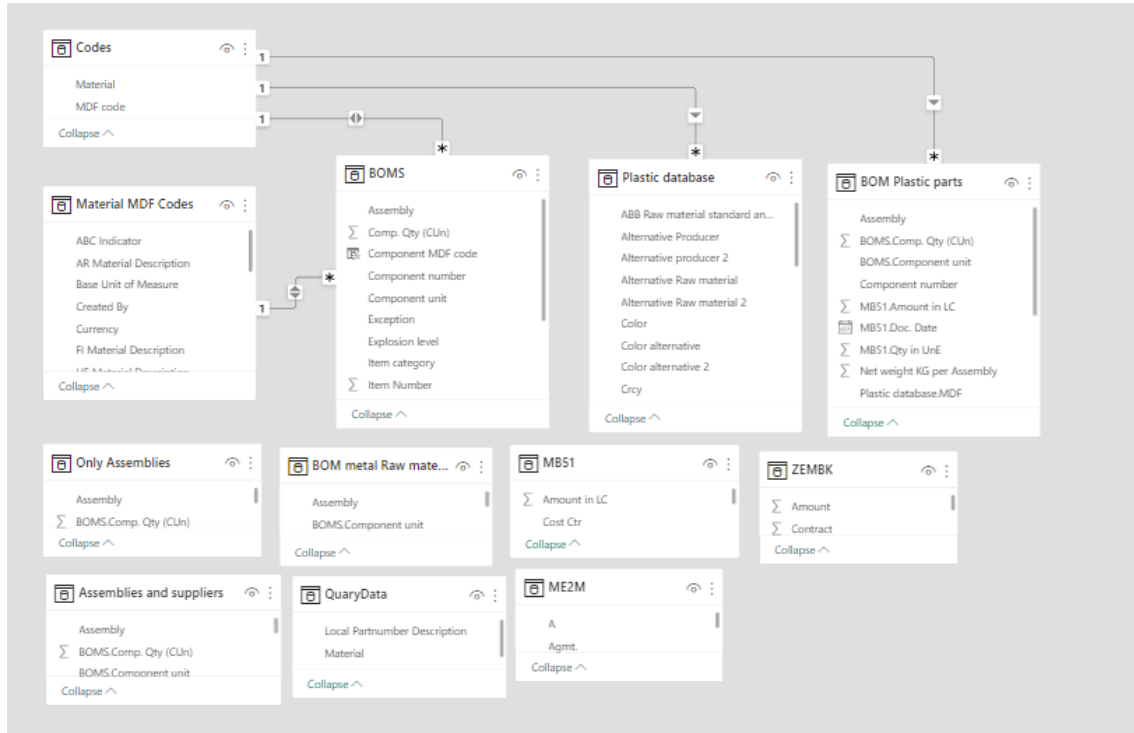 Codes
Material
MDF code
Collapse
1
1
1
*
*
*
Material MDF Codes
ABC Indicator
AR Material Description
Base Unit of Measure
Created By
Currency
FI Material Description
US Material Description
Collapse
1
*
BOMS
Assembly
Σ Comp. Qty (CUn)
Component MDF code
Component number
Component unit
Exception
Explosion level
Item category
Σ Item Number
Collapse
Plastic database
ABB Raw material standard an...
Alternative Producer
Alternative producer 2
Alternative Raw material
Alternative Raw material 2
Color
Color alternative
Color alternative 2
Crcy
Collapse
BOM Plastic parts
Assembly
Σ BOMS.Comp. Qty (CUn)
BOMS.Component unit
Component number
Σ MB51.Amount in LC
MB51.Doc. Date
Σ MB51.Qty in UnE
Σ Net weight KG per Assembly
Plastic database.MDF
Collapse
Only Assemblies
Assembly
Σ BOMS.Comp. Qty (CUn)
Collapse
BOM metal Raw mate...
Assembly
BOMS.Component unit
Collapse
MB51
Σ Amount in LC
Cost Ctr
Collapse
ZEMBK
Σ Amount
Σ Contract
Collapse
Assemblies and suppliers
Assembly
Σ BOMS.Comp. Qty (CUn)
BOMS.Component unit
Collapse
QuaryData
Local Partnumber Description
Material
Collapse
ME2M
A
Agmt.
Collapse